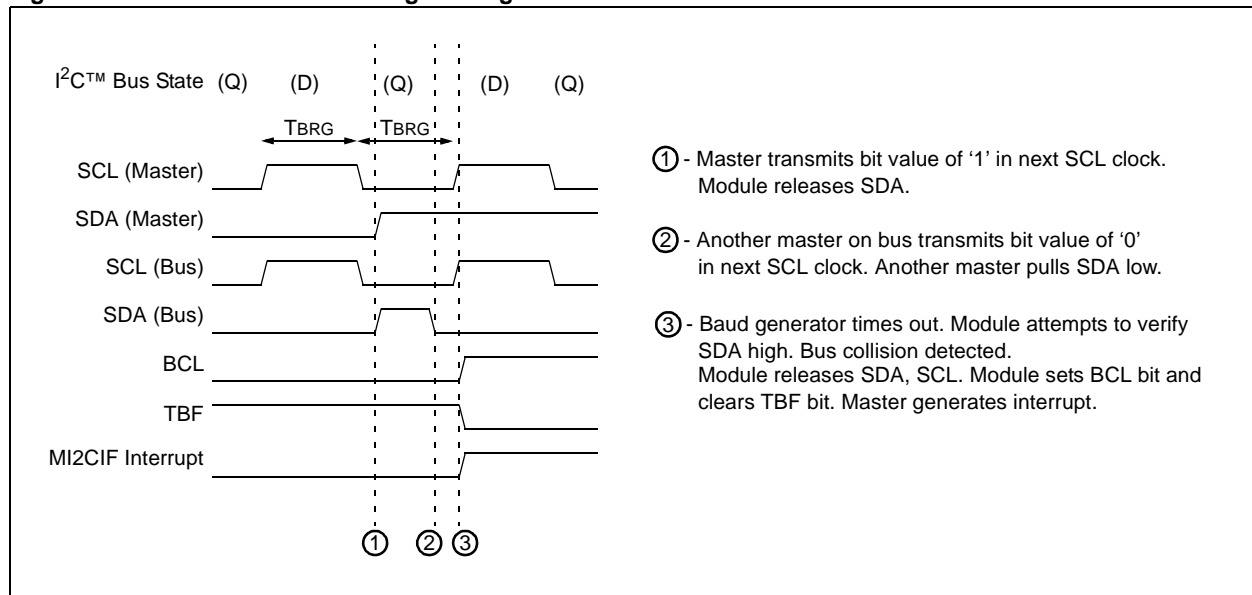 I2C™ Bus State (Q) (D) (Q) (D) (Q)
TBRG TBRG
SCL (Master)
SDA (Master)
SCL (Bus)
SDA (Bus)
BCL
TBF
MI2CIF Interrupt
1 2 3
1 - Master transmits bit value of ‘1’ in next SCL clock.
Module releases SDA.
2 - Another master on bus transmits bit value of ‘0’
in next SCL clock. Another master pulls SDA low.
3 - Baud generator times out. Module attempts to verify
SDA high. Bus collision detected.
Module releases SDA, SCL. Module sets BCL bit and
clears TBF bit. Master generates interrupt.